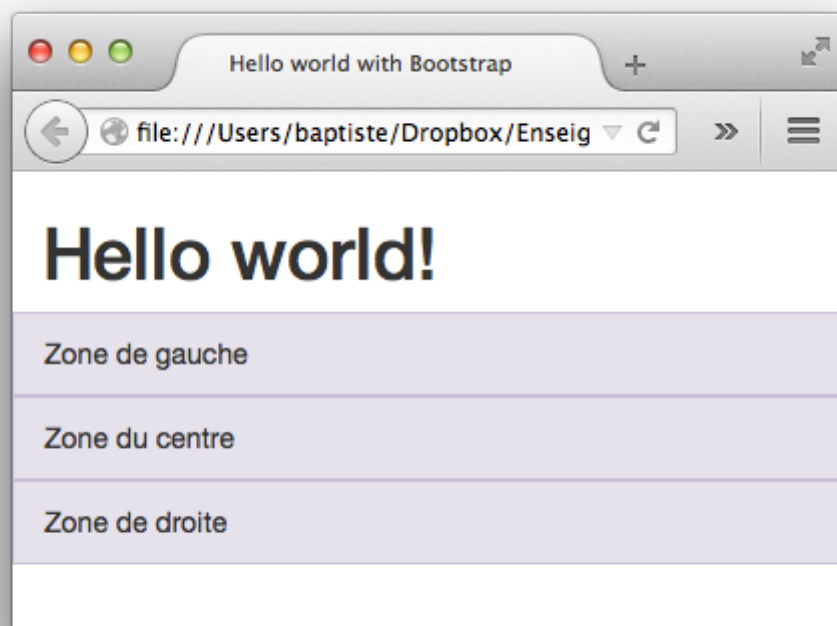 Hello world with Bootstrap
file:///Users/baptiste/Dropbox/Enseig
Hello world!
Zone de gauche
Zone du centre
Zone de droite